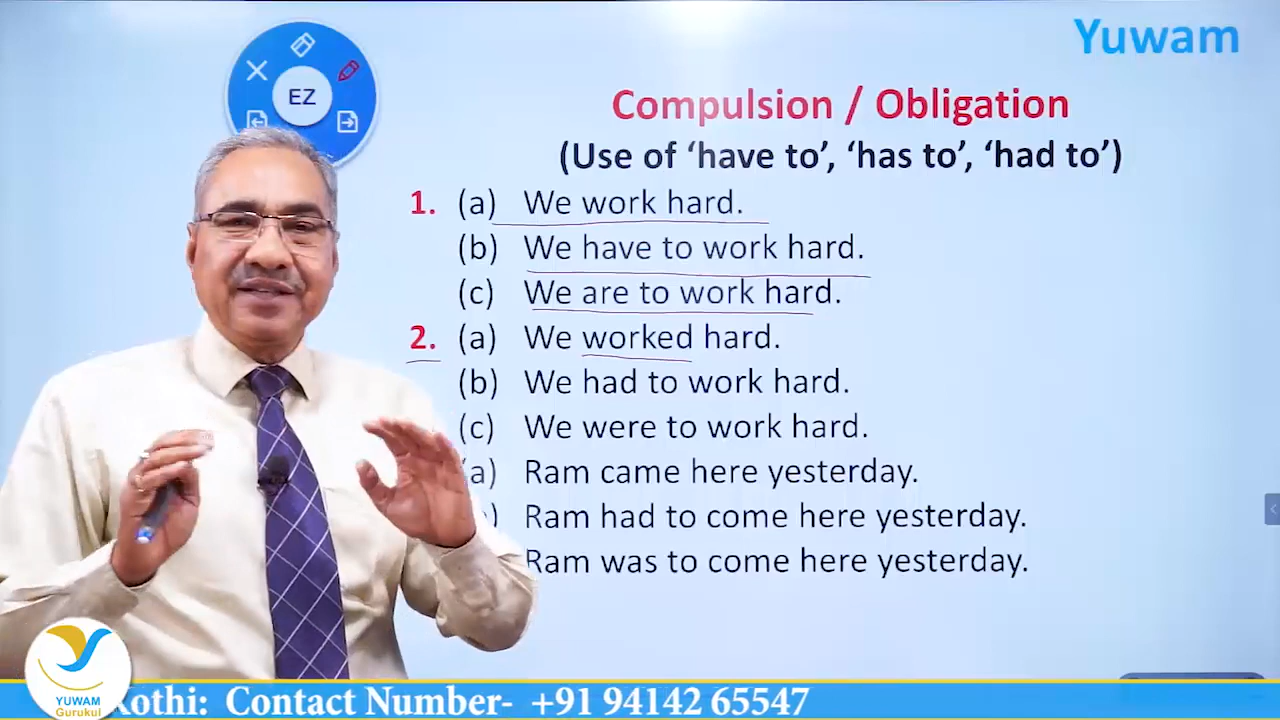 Yuwam
EZ
Compulsion / Obligation
(Use of ‘have to’, ‘has to’, ‘had to’)
1. (a) We work hard.
(b) We have to work hard.
(c) We are to work hard.
2. (a) We worked hard.
(b) We had to work hard.
(c) We were to work hard.
(a) Ram came here yesterday.
Ram had to come here yesterday.
Ram was to come here yesterday.
YUWAM
Gurukul
Kothi: Contact Number- +91 94142 65547